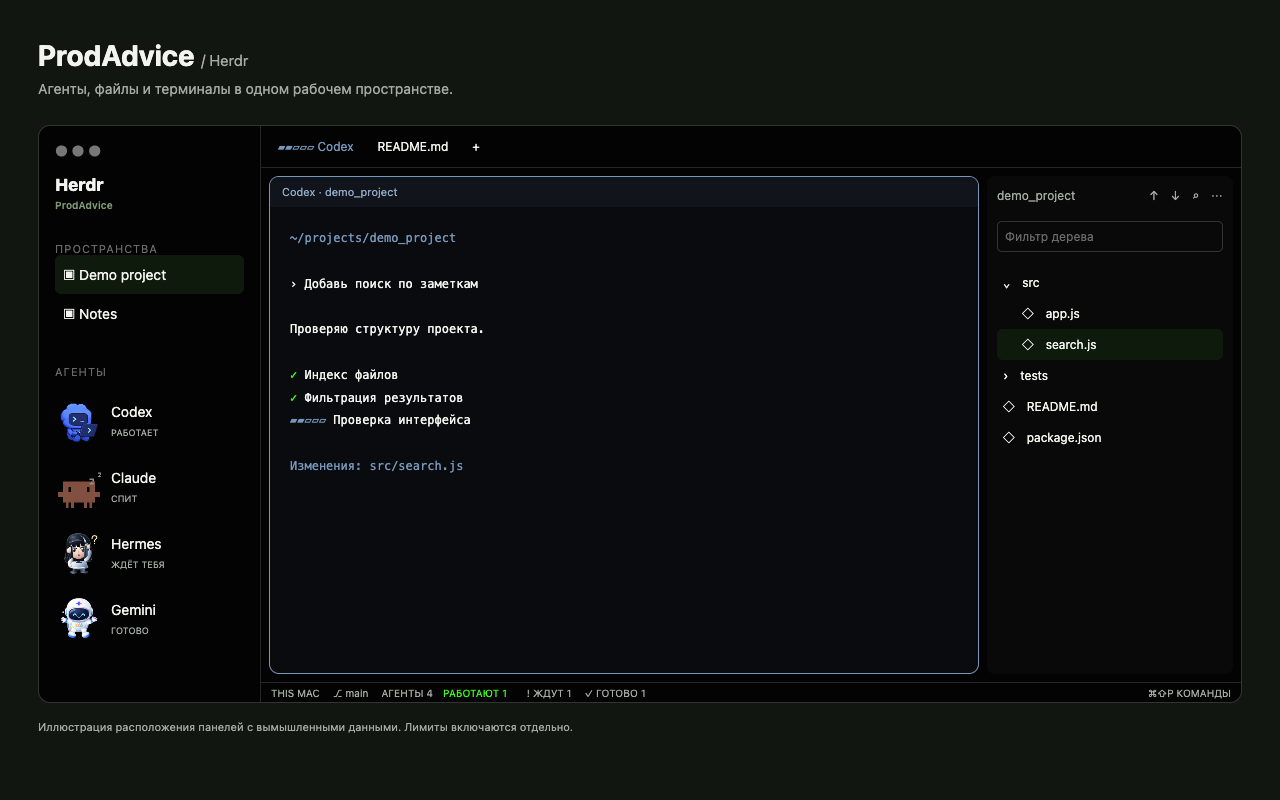 ProdAdvice / Herdr
Агенты, файлы и терминалы в одном рабочем пространстве.
Herdr
ProdAdvice
ПРОСТРАНСТВА
Demo project
Notes
АГЕНТЫ
Codex
РАБОТАЕТ
Claude
СПИТ
Hermes
ЖДЁТ ТЕБЯ
Gemini
ГОТОВО
Codex README.md +
Codex · demo_project
~/projects/demo_project
› Добавь поиск по заметкам
Проверяю структуру проекта.
✓ Индекс файлов
✓ Фильтрация результатов
▰▰▱▱▱ Проверка интерфейса
Изменения: src/search.js
demo_project ↑ ↓ ⌕ ···
Фильтр дерева
⌄ src
◇ app.js
◇ search.js
› tests
◇ README.md
◇ package.json
THIS MAC ⎇ main АГЕНТЫ 4 РАБОТАЮТ 1 ! ЖДУТ 1 ✓ ГОТОВО 1 ⌘⇧P КОМАНДЫ
Иллюстрация расположения панелей с вымышленными данными. Лимиты включаются отдельно.